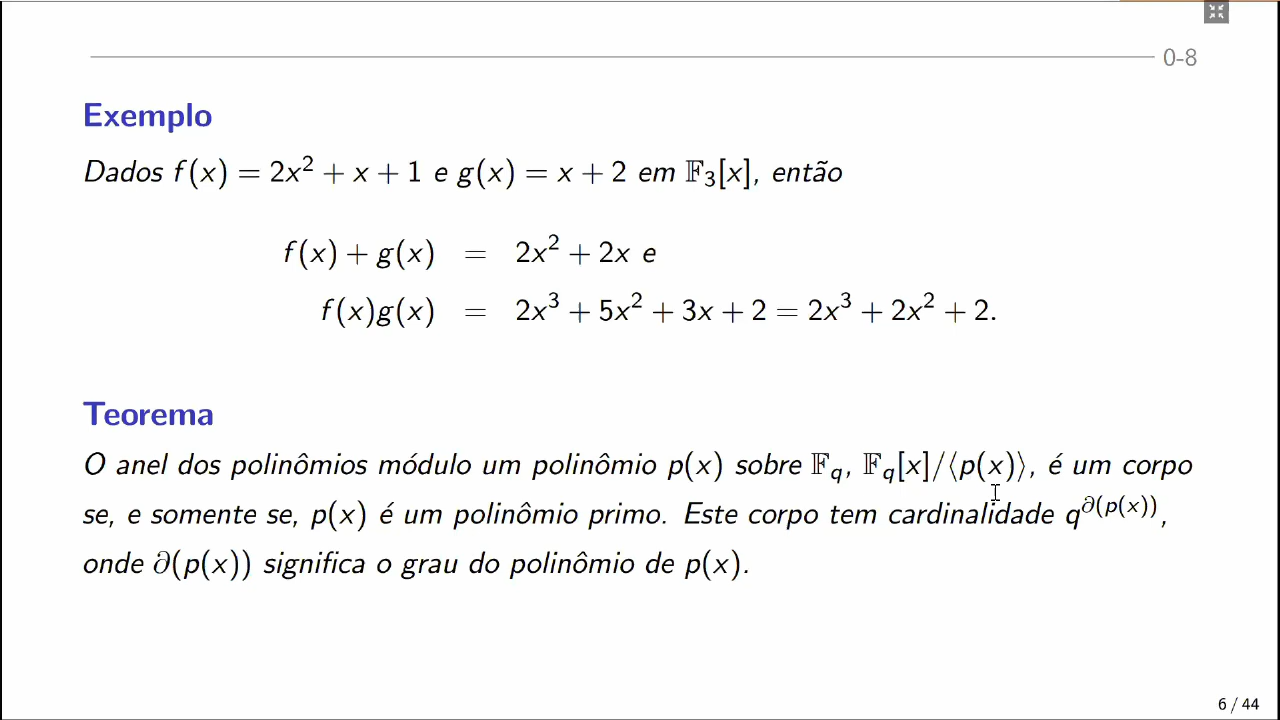 0-8
Exemplo
Dados f(x) = 2x² + x + 1 e g(x) = x + 2 em 𝔽₃[x], então
f(x) + g(x) = 2x² + 2x e
f(x)g(x) = 2x³ + 5x² + 3x + 2 = 2x³ + 2x² + 2.
Teorema
O anel dos polinômios módulo um polinômio p(x) sobre 𝔽_q, 𝔽_q[x]/⟨p(x)⟩, é um corpo
se, e somente se, p(x) é um polinômio primo. Este corpo tem cardinalidade q^{∂(p(x))},
onde ∂(p(x)) significa o grau do polinômio de p(x).
6 / 44